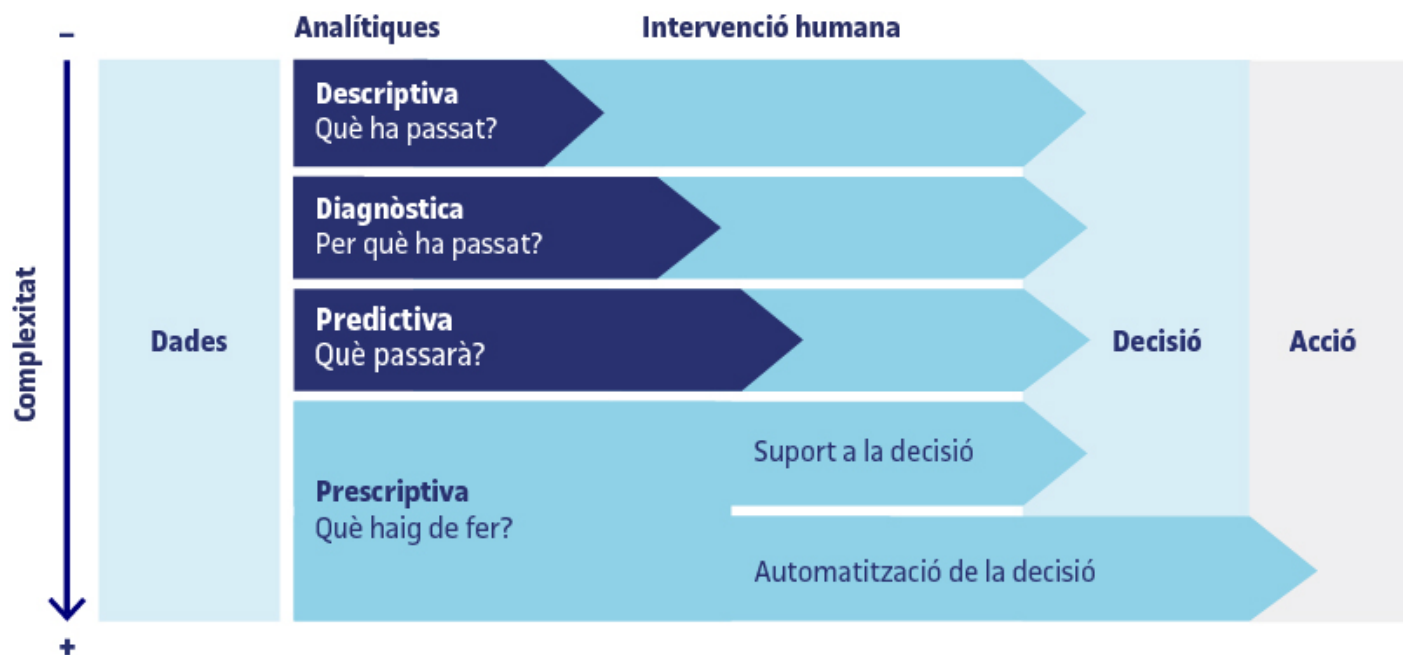 –
Analítiques
Intervenció humana
Descriptiva
Què ha passat?
Diagnòstica
Per què ha passat?
Predictiva
Què passarà?
Complexitat
Dades
Decisió
Acció
Suport a la decisió
Prescriptiva
Què haig de fer?
Automatització de la decisió
+